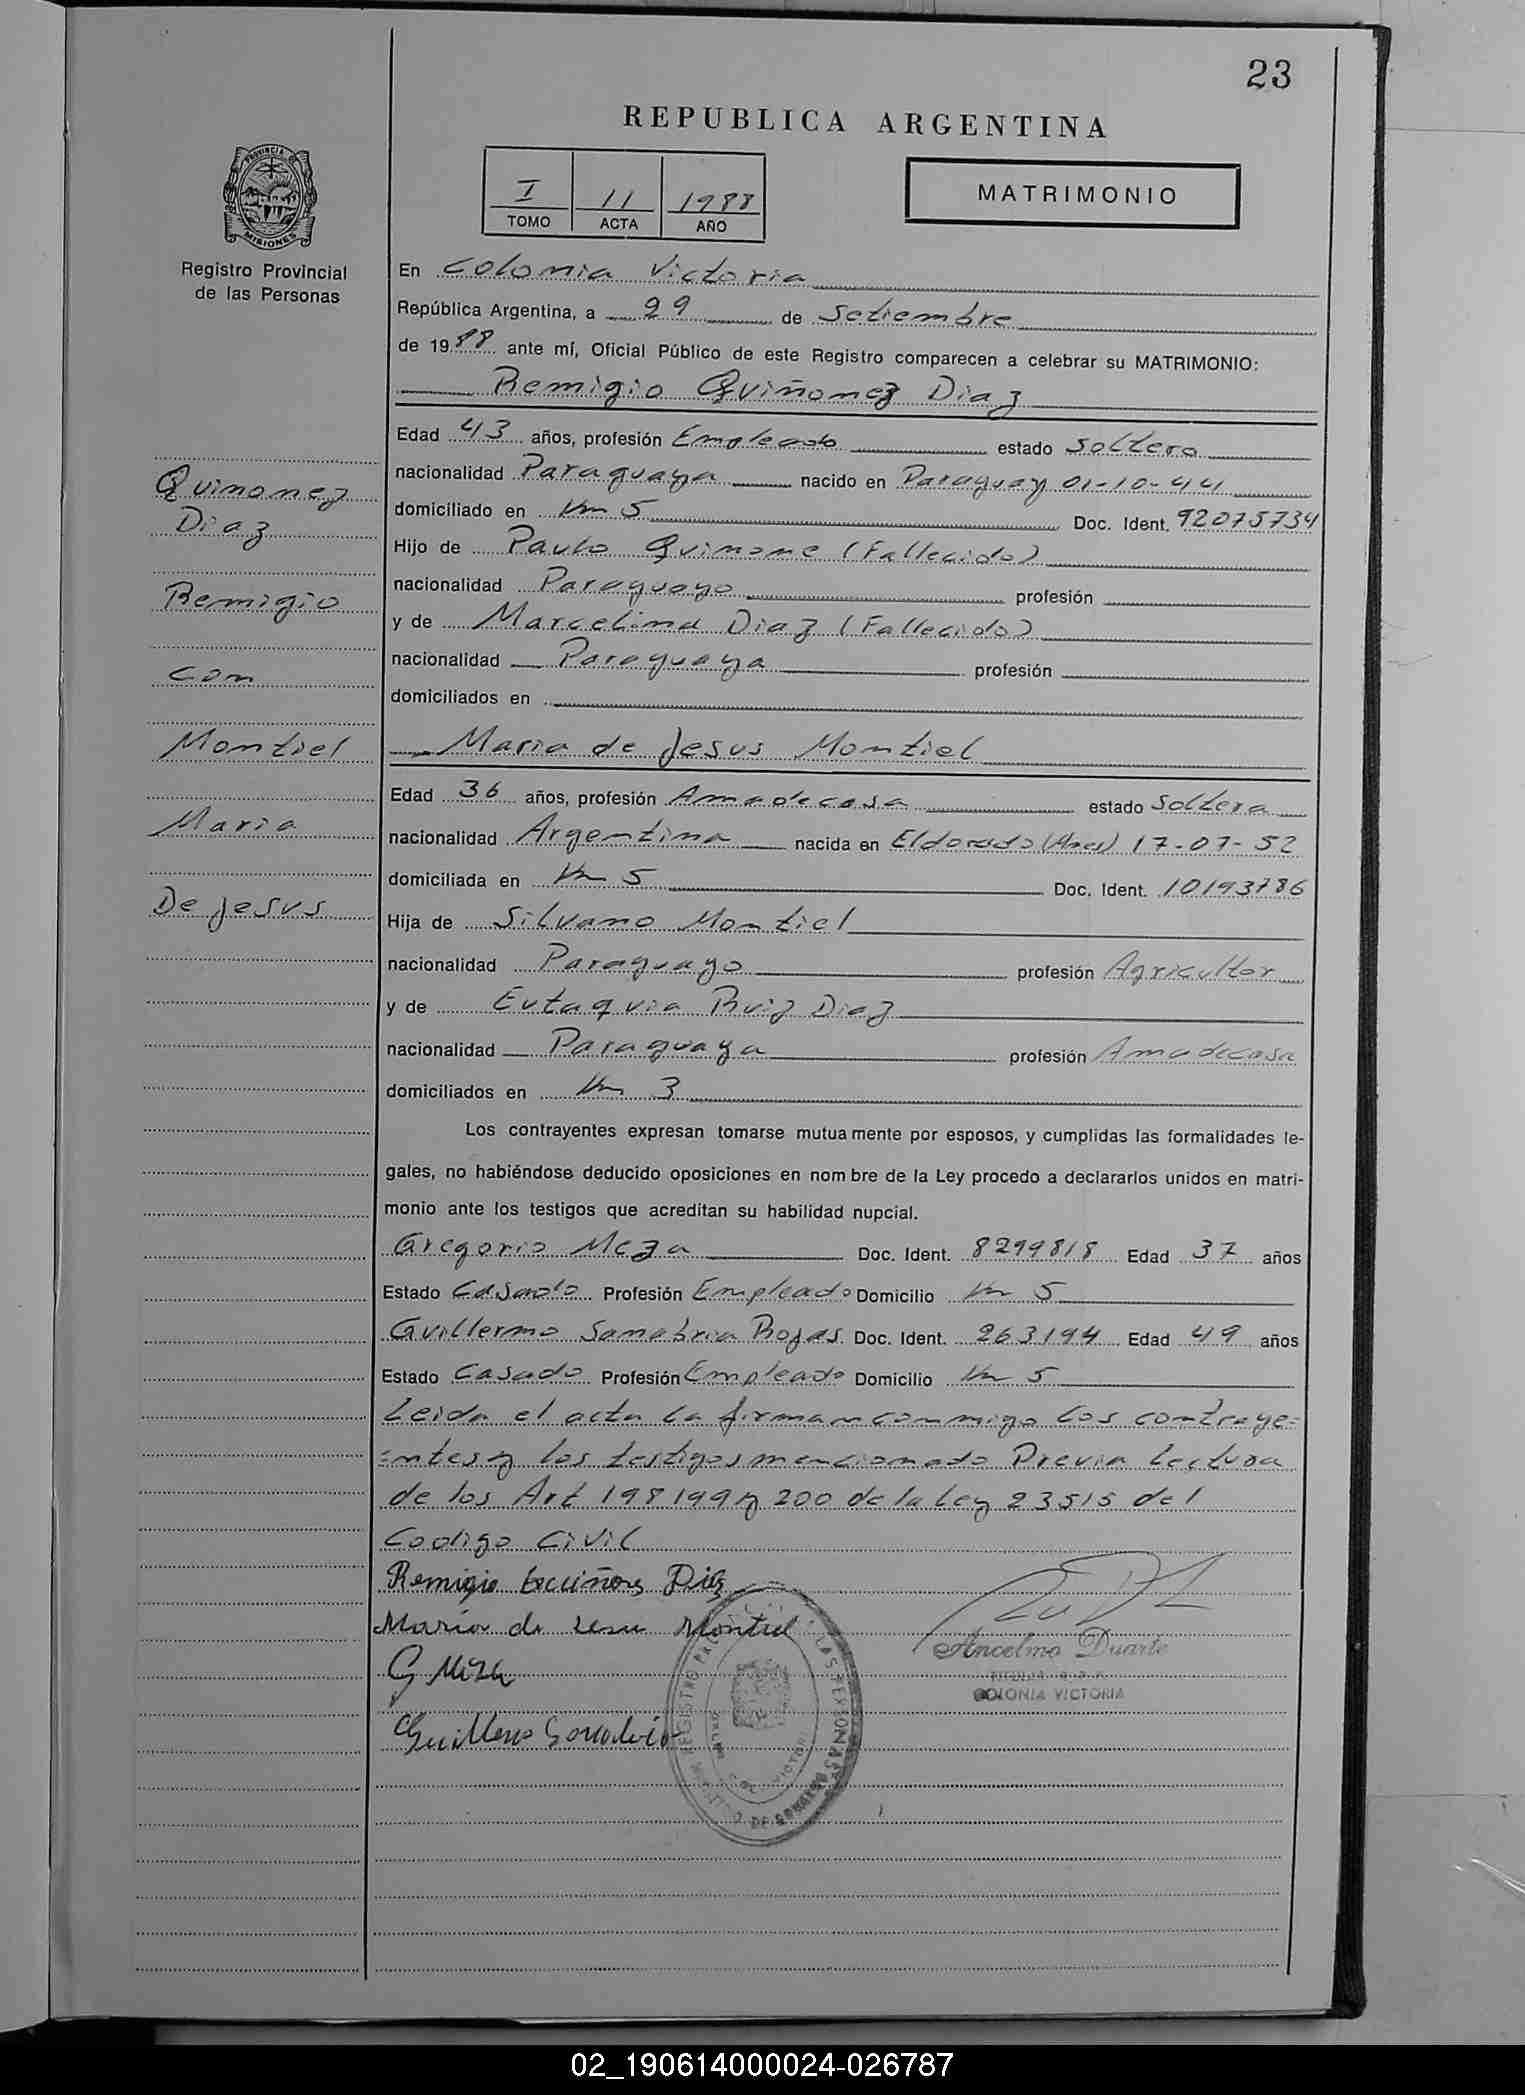 23
REPUBLICA ARGENTINA
PROVINCIA DE
MISIONES
Registro Provincial
de las Personas
I 11 1988
TOMO ACTA AÑO
MATRIMONIO
En Colonia Victoria
República Argentina, a 29 de Setiembre
de 1988 ante mí, Oficial Público de este Registro comparecen a celebrar su MATRIMONIO:
Remigio Quiñonez Diaz
Edad 43 años, profesión Empleado estado Soltero
nacionalidad Paraguaya nacido en Paraguay 01-10-44
domiciliado en Km 5 Doc. Ident. 92075734
Hijo de Paulo Quinone (Fallecido)
nacionalidad Paraguayo profesión
y de Marcelina Diaz (Fallecido)
nacionalidad Paraguaya profesión
domiciliados en
Quinonez
Diaz
Remigio
con
Montiel
Maria
De Jesus
Maria de Jesus Montiel
Edad 36 años, profesión Amadecasa estado Soltera
nacionalidad Argentina nacida en Eldorado 17-07-52
domiciliada en Km 5 Doc. Ident. 10193786
Hija de Silvano Montiel
nacionalidad Paraguayo profesión Agricultor
y de Eutaquia Ruiz Diaz
nacionalidad Paraguaya profesión Amadecasa
domiciliados en Km 3
Los contrayentes expresan tomarse mutuamente por esposos, y cumplidas las formalidades le-
gales, no habiéndose deducido oposiciones en nombre de la Ley procedo a declararlos unidos en matri-
monio ante los testigos que acreditan su habilidad nupcial.
Gregorio Meza Doc. Ident. 8299818 Edad 37 años
Estado Casado Profesión Empleado Domicilio Km 5
Guillermo Sanabria Rojas Doc. Ident. 263194 Edad 49 años
Estado Casado Profesión Empleado Domicilio Km 5
Leida el acta la firman conmigo los contraye=
=ntes y los testigos mencionado Previa lectura
de los Art 198 199 y 200 de la Ley 23515 del
Codigo Civil
Remigio Diaz
Maria de Montiel
G Meza
Guillermo
Ancelmo Duarte
COLONIA VICTORIA
REGISTRO LAS PERSONAS
02_190614000024-026787